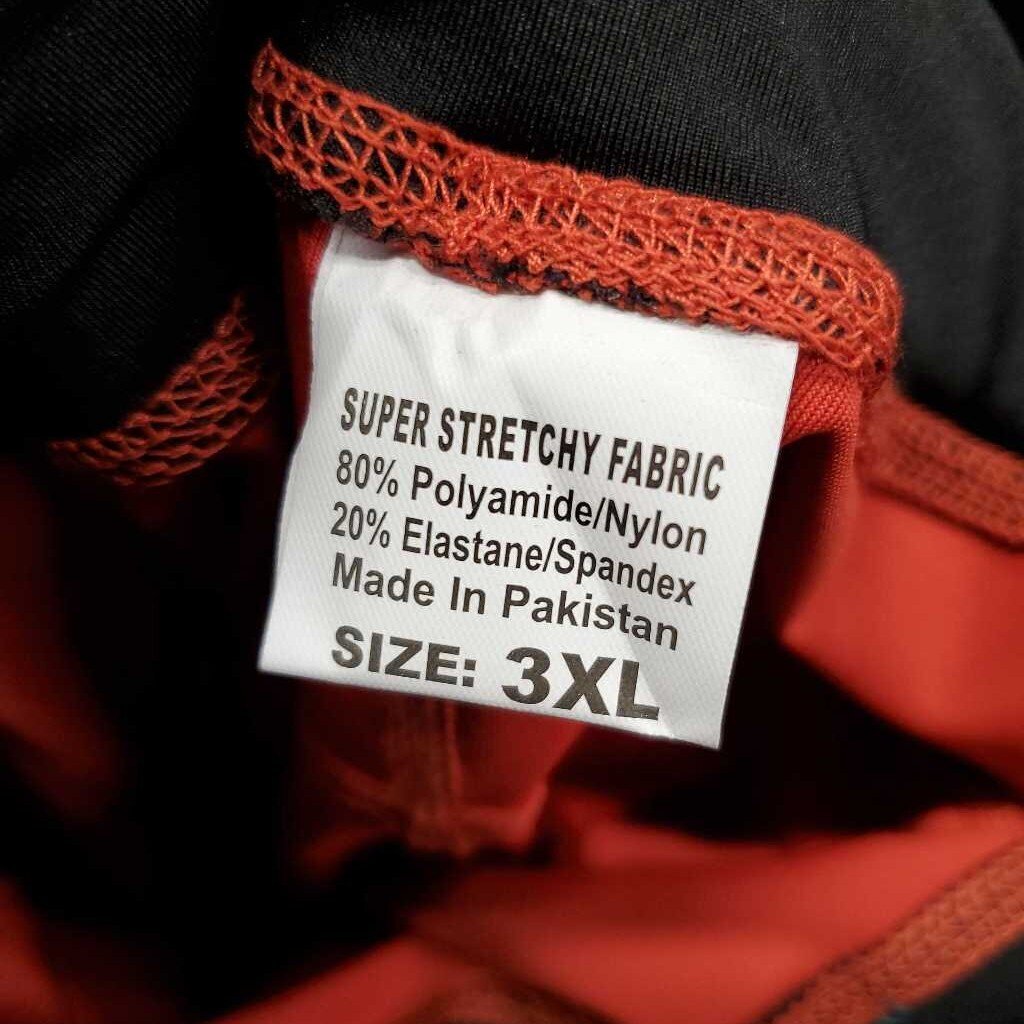 SUPER STRETCHY FABRIC
80% Polyamide/Nylon
20% Elastane/Spandex
Made In Pakistan
SIZE: 3XL